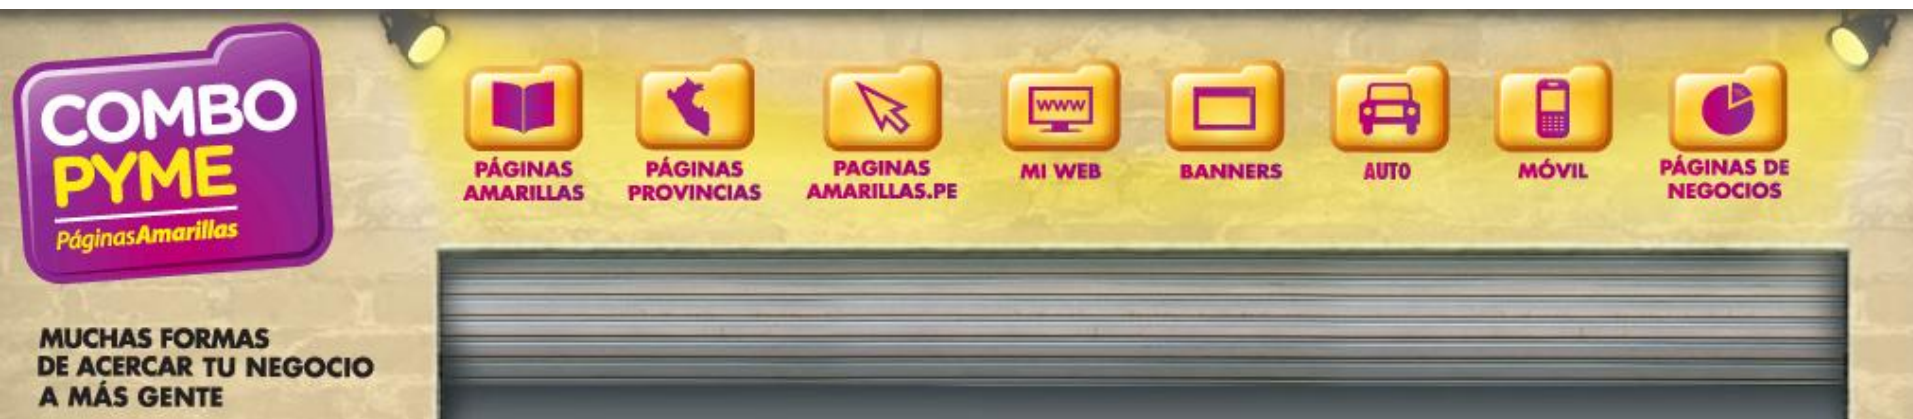 COMBO
PYME
PáginasAmarillas
MUCHAS FORMAS
DE ACERCAR TU NEGOCIO
A MÁS GENTE
PÁGINAS
AMARILLAS
PÁGINAS
PROVINCIAS
PAGINAS
AMARILLAS.PE
www
MI WEB
BANNERS
AUTO
MÓVIL
PÁGINAS DE
NEGOCIOS